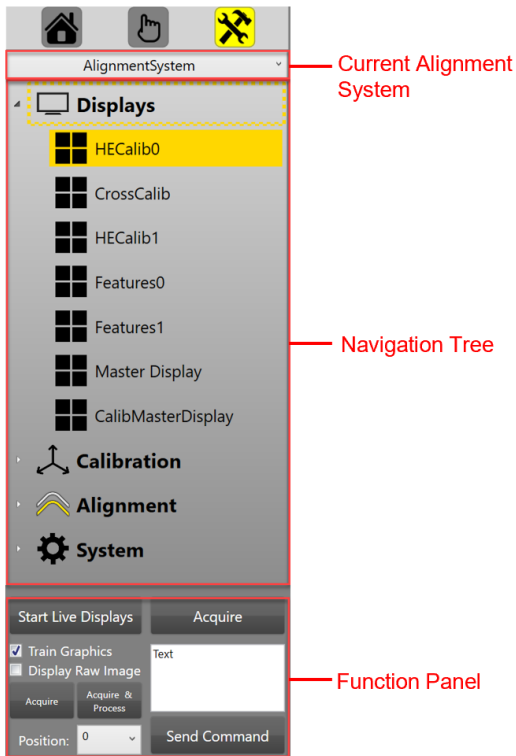 AlignmentSystem
Current Alignment
System
Displays
HECalib0
CrossCalib
HECalib1
Features0
Features1
Master Display
CalibMasterDisplay
Navigation Tree
Calibration
Alignment
System
Start Live Displays
Acquire
Train Graphics
Display Raw Image
Text
Acquire
Acquire &
Process
Function Panel
Position:
0
Send Command